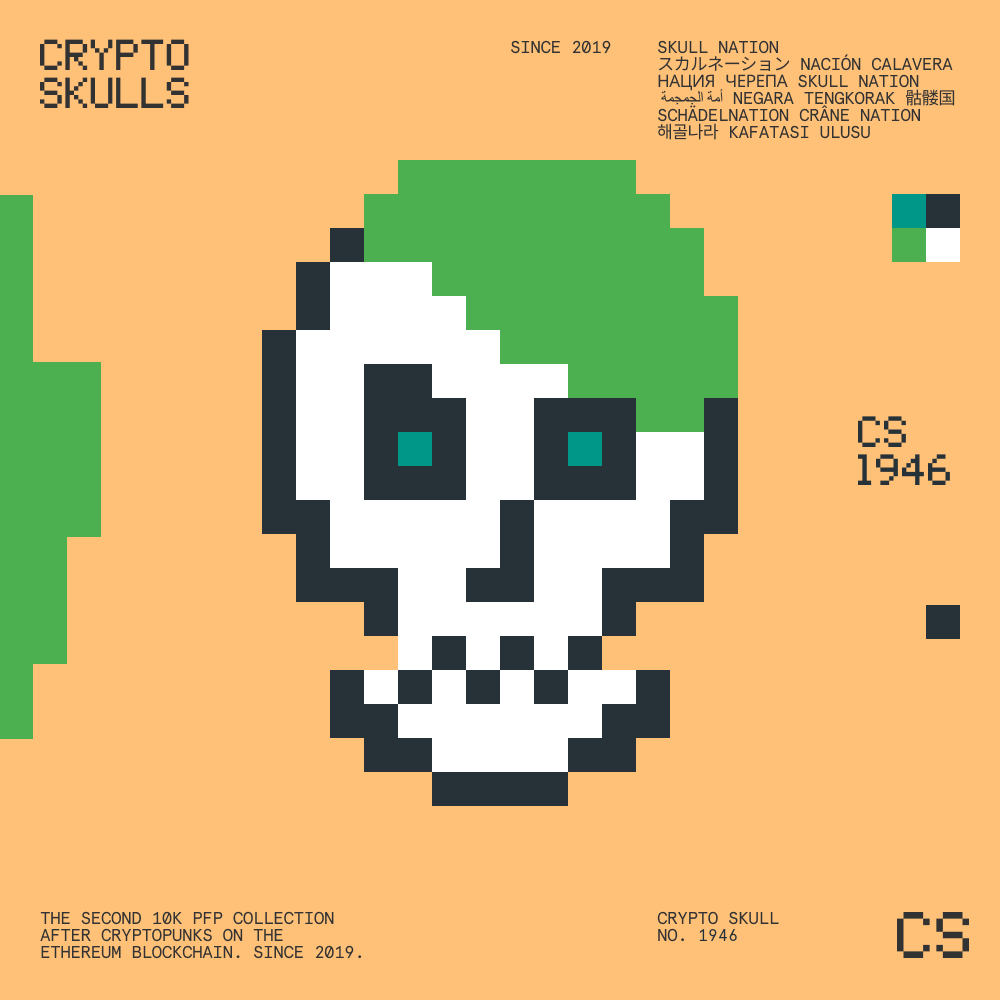 CRYPTO
SKULLS
SINCE 2019
SKULL NATION
スカルネーション NACIÓN CALAVERA
НАЦИЯ ЧЕРЕПА SKULL NATION
أمة الجمجمة NEGARA TENGKORAK 骷髅国
SCHÄDELNATION CRÂNE NATION
해골나라 KAFATASI ULUSU
CS
1946
THE SECOND 10K PFP COLLECTION
AFTER CRYPTOPUNKS ON THE
ETHEREUM BLOCKCHAIN. SINCE 2019.
CRYPTO SKULL
NO. 1946
CS